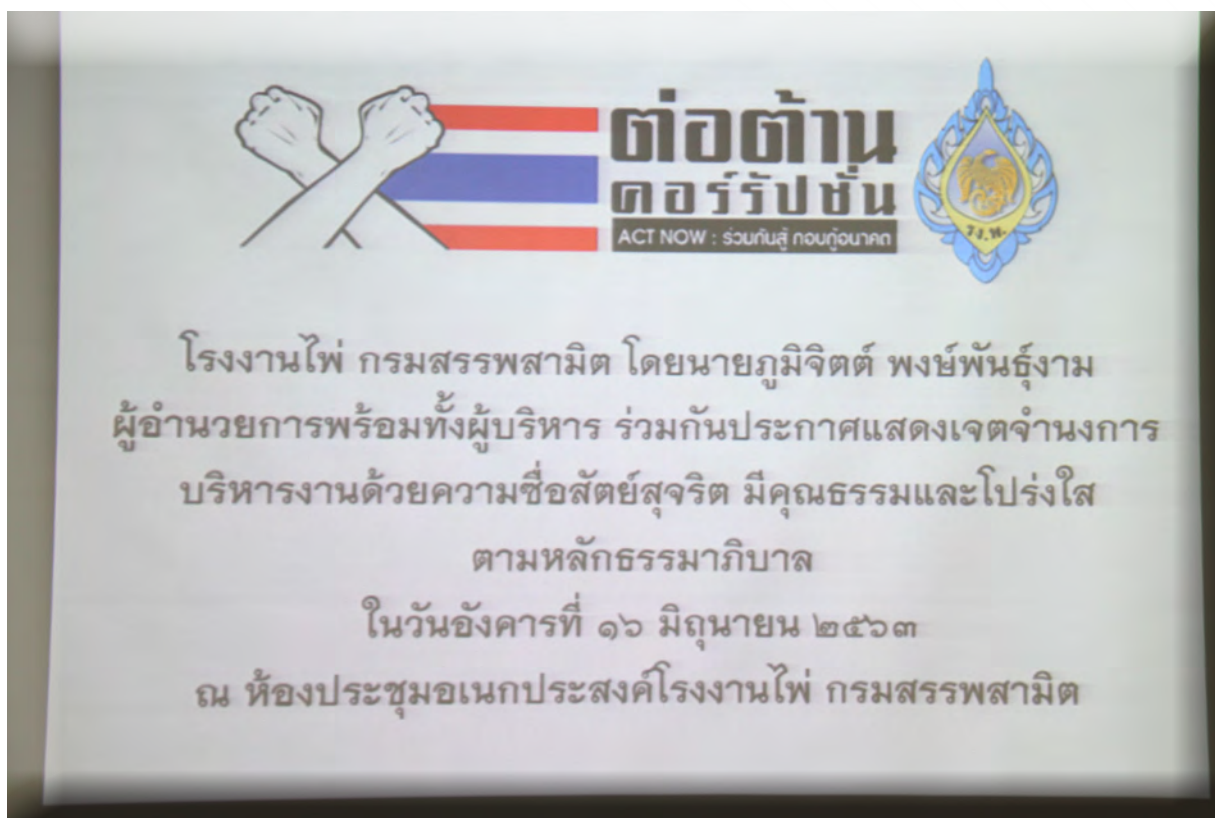 ต่อต้าน
คอร์รัปชั่น
ACT NOW : ร่วมกันสู้ กอบกู้อนาคต
รง.พ.
โรงงานไพ่ กรมสรรพสามิต โดยนายภูมิจิตต์ พงษ์พันธุ์งาม
ผู้อำนวยการพร้อมทั้งผู้บริหาร ร่วมกันประกาศแสดงเจตจำนงการ
บริหารงานด้วยความซื่อสัตย์สุจริต มีคุณธรรมและโปร่งใส
ตามหลักธรรมาภิบาล
ในวันอังคารที่ ๑๖ มิถุนายน ๒๕๖๓
ณ ห้องประชุมอเนกประสงค์โรงงานไพ่ กรมสรรพสามิต